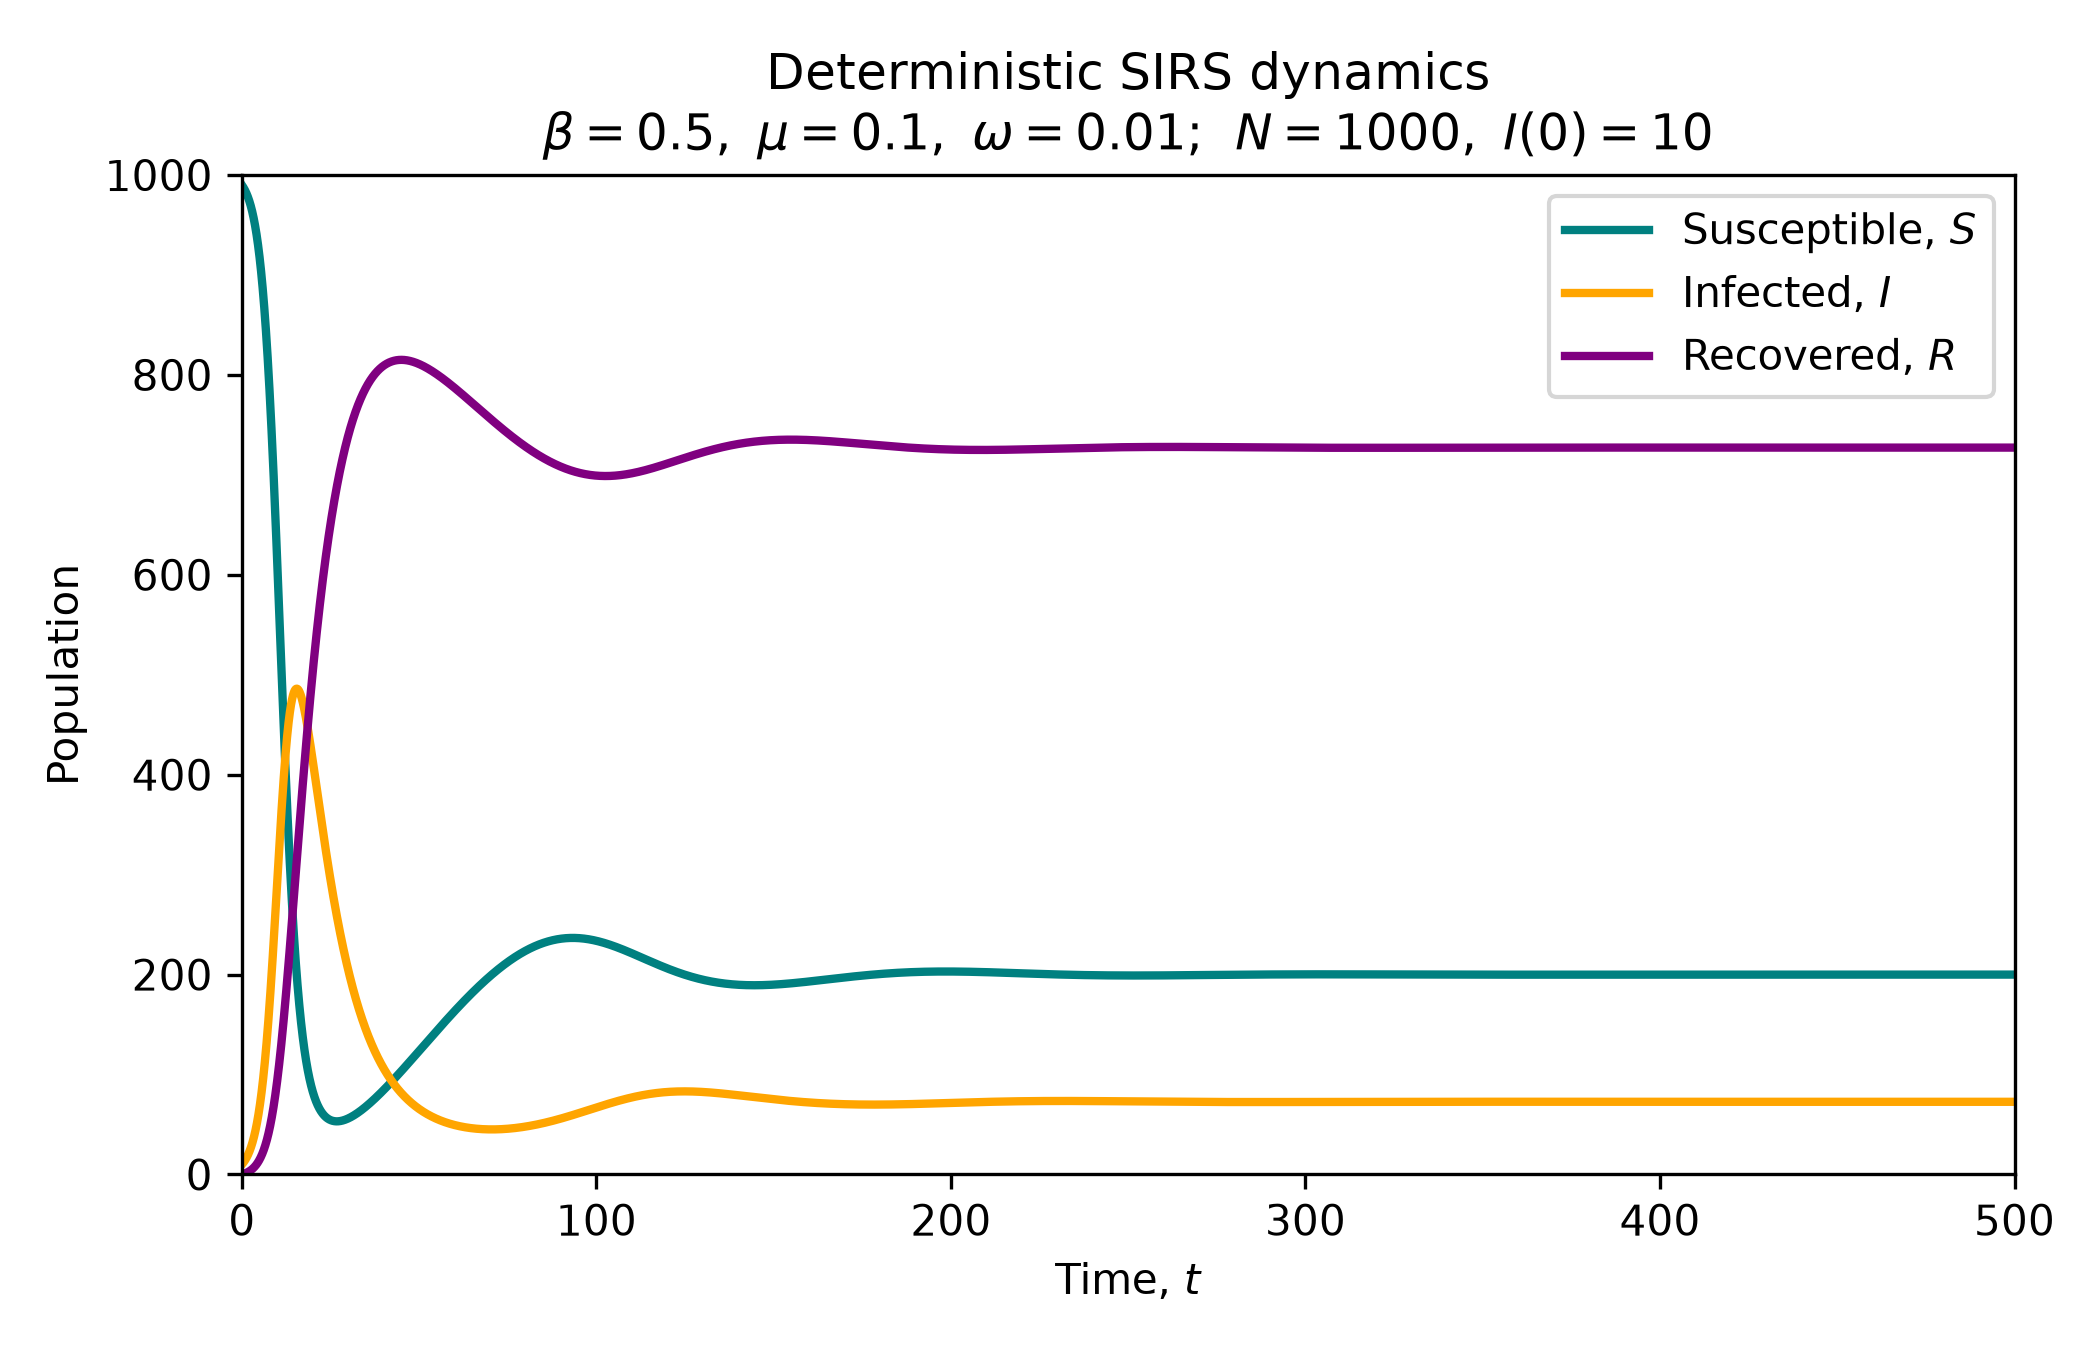 Deterministic SIRS dynamics
β = 0.5, μ = 0.1, ω = 0.01; N = 1000, I(0) = 10
1000
800
600
400
200
0
Population
Susceptible, S
Infected, I
Recovered, R
0 100 200 300 400 500
Time, t